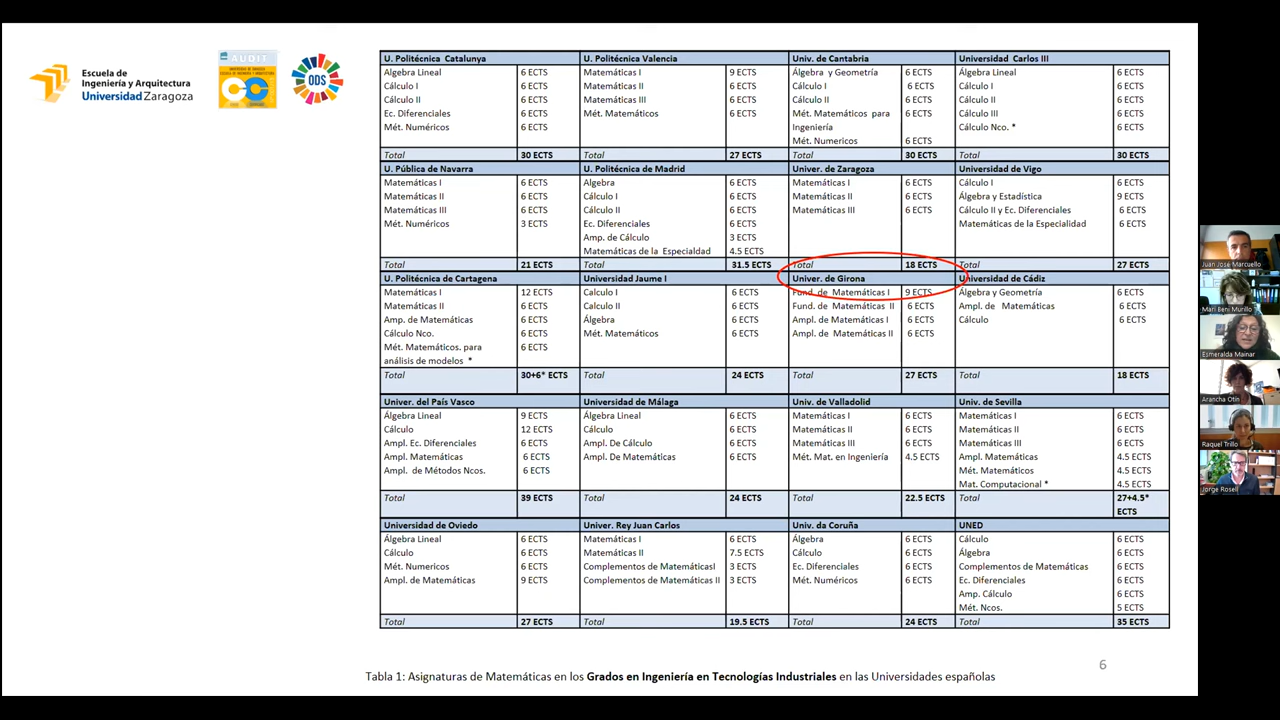 Escuela de
Ingeniería y Arquitectura
Universidad Zaragoza
AUDIT
ODS
U. Politécnica Catalunya
Algebra Lineal 6 ECTS
Cálculo I 6 ECTS
Cálculo II 6 ECTS
Ec. Diferenciales 6 ECTS
Mét. Numéricos 6 ECTS
Total 30 ECTS
U. Politécnica Valencia
Matemáticas I 9 ECTS
Matemáticas II 6 ECTS
Matemáticas III 6 ECTS
Mét. Matemáticos 6 ECTS
Total 27 ECTS
Univ. de Cantabria
Álgebra y Geometría 6 ECTS
Cálculo I 6 ECTS
Cálculo II 6 ECTS
Mét. Matemáticos para 6 ECTS
Ingeniería
Mét. Numericos 6 ECTS
Total 30 ECTS
Universidad Carlos III
Álgebra Lineal 6 ECTS
Cálculo I 6 ECTS
Cálculo II 6 ECTS
Cálculo III 6 ECTS
Cálculo Nco. * 6 ECTS
Total 30 ECTS
U. Pública de Navarra
Matemáticas I 6 ECTS
Matemáticas II 6 ECTS
Matemáticas III 6 ECTS
Mét. Numéricos 3 ECTS
Total 21 ECTS
U. Politécnica de Madrid
Algebra 6 ECTS
Cálculo I 6 ECTS
Cálculo II 6 ECTS
Ec. Diferenciales 6 ECTS
Amp. de Cálculo 3 ECTS
Matemáticas de la Especialdad 4.5 ECTS
Total 31.5 ECTS
Univer. de Zaragoza
Matemáticas I 6 ECTS
Matemáticas II 6 ECTS
Matemáticas III 6 ECTS
Total 18 ECTS
Universidad de Vigo
Cálculo I 6 ECTS
Álgebra y Estadística 9 ECTS
Cálculo II y Ec. Diferenciales 6 ECTS
Matemáticas de la Especialidad 6 ECTS
Total 27 ECTS
U. Politécnica de Cartagena
Matemáticas I 12 ECTS
Matemáticas II 6 ECTS
Amp. de Matemáticas 6 ECTS
Cálculo Nco. 6 ECTS
Mét. Matemáticos. para 6 ECTS
análisis de modelos *
Total 30+6* ECTS
Universidad Jaume I
Calculo I 6 ECTS
Calculo II 6 ECTS
Álgebra 6 ECTS
Mét. Matemáticos 6 ECTS
Total 24 ECTS
Univer. de Girona
Fund. de Matemáticas I 9 ECTS
Fund. de Matemáticas II 6 ECTS
Ampl. de Matemáticas I 6 ECTS
Ampl. de Matemáticas II 6 ECTS
Total 27 ECTS
Universidad de Cádiz
Álgebra y Geometría 6 ECTS
Ampl. de Matemáticas 6 ECTS
Cálculo 6 ECTS
Total 18 ECTS
Univer. del País Vasco
Álgebra Lineal 9 ECTS
Cálculo 12 ECTS
Ampl. Ec. Diferenciales 6 ECTS
Ampl. Matemáticas 6 ECTS
Ampl. de Métodos Ncos. 6 ECTS
Total 39 ECTS
Universidad de Málaga
Álgebra Lineal 6 ECTS
Cálculo 6 ECTS
Ampl. De Cálculo 6 ECTS
Ampl. De Matemáticas 6 ECTS
Total 24 ECTS
Univ. de Valladolid
Matemáticas I 6 ECTS
Matemáticas II 6 ECTS
Matemáticas III 6 ECTS
Mét. Mat. en Ingeniería 4.5 ECTS
Total 22.5 ECTS
Univ. de Sevilla
Matemáticas I 6 ECTS
Matemáticas II 6 ECTS
Matemáticas III 6 ECTS
Ampl. Matemáticas 4.5 ECTS
Mét. Matemáticos 4.5 ECTS
Mat. Computacional * 4.5 ECTS
Total 27+4.5*
ECTS
Universidad de Oviedo
Álgebra Lineal 6 ECTS
Cálculo 6 ECTS
Mét. Numericos 6 ECTS
Ampl. de Matemáticas 9 ECTS
Total 27 ECTS
Univer. Rey Juan Carlos
Matemáticas I 6 ECTS
Matemáticas II 7.5 ECTS
Complementos de MatemáticasI 3 ECTS
Complementos de Matemáticas II 3 ECTS
Total 19.5 ECTS
Univ. da Coruña
Álgebra 6 ECTS
Cálculo 6 ECTS
Ec. Diferenciales 6 ECTS
Mét. Numéricos 6 ECTS
Total 24 ECTS
UNED
Cálculo 6 ECTS
Álgebra 6 ECTS
Complementos de Matemáticas 6 ECTS
Ec. Diferenciales 6 ECTS
Amp. Cálculo 6 ECTS
Mét. Ncos. 5 ECTS
Total 35 ECTS
6
Tabla 1: Asignaturas de Matemáticas en los Grados en Ingeniería en Tecnologías Industriales en las Universidades españolas
Juan José Marcuello
Mari Beni Murillo
Esmeralda Mainar
Arancha Otín
Raquel Trillo
Jorge Rosell